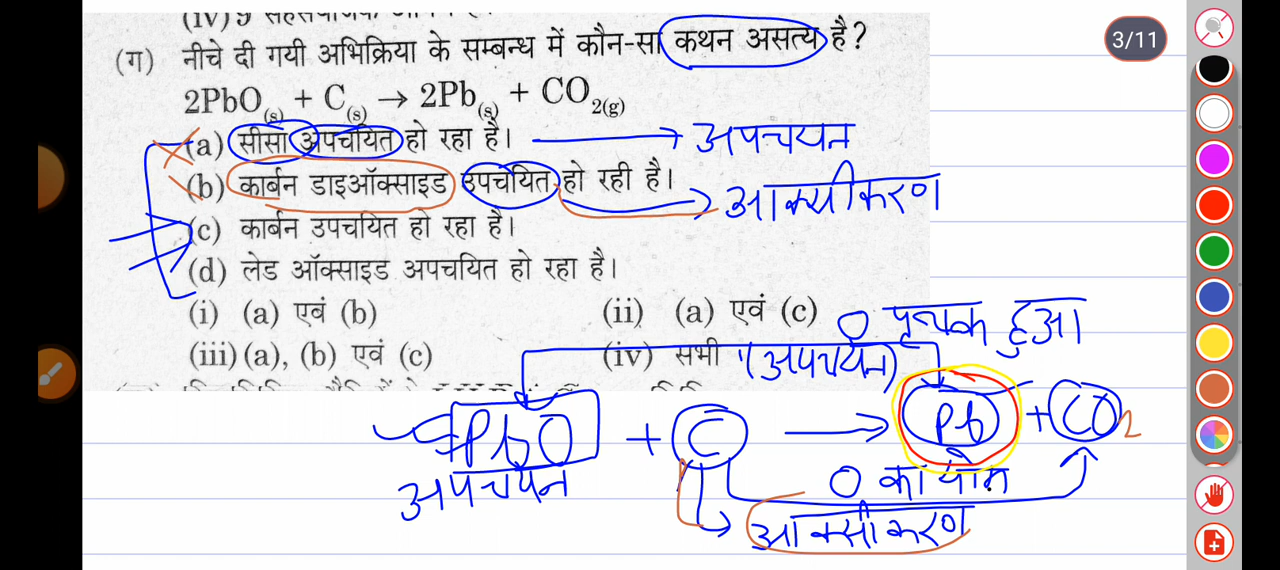 (ग) नीचे दी गयी अभिक्रिया के सम्बन्ध में कौन-सा कथन असत्य है?
3/11
2PbO(s) + C(s) → 2Pb(s) + CO2(g)
(a) सीसा अपचयित हो रहा है। → अपचयन
(b) कार्बन डाइऑक्साइड उपचयित हो रही है। → आक्सीकरण
(c) कार्बन उपचयित हो रहा है।
(d) लेड ऑक्साइड अपचयित हो रहा है।
(i) (a) एवं (b)
(ii) (a) एवं (c)
(iii) (a), (b) एवं (c)
(iv) सभी
O पृत्यक हुआ
(अपचयन)
PbO + C → Pb + CO2
अपचयन
O का योग
आक्सीकरण